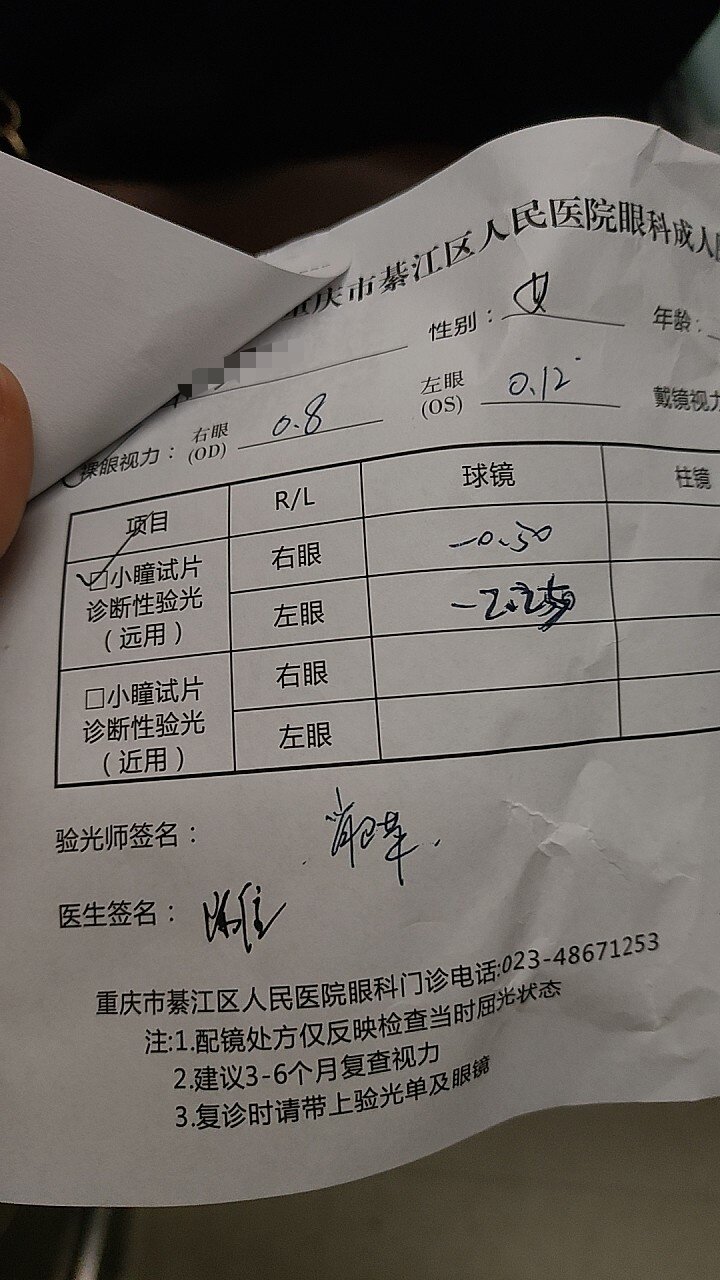 重庆市綦江区人民医院眼科成人
性别：女 年龄：
裸眼视力：右眼(OD) 0.8 左眼(OS) 0.12 戴镜视力
项目 R/L 球镜 柱镜
☑小瞳试片诊断性验光（远用） 右眼 -0.50
左眼
□小瞳试片诊断性验光（近用） 右眼
左眼
验光师签名：
医生签名：
重庆市綦江区人民医院眼科门诊电话:023-48671253
注:1.配镜处方仅反映检查当时屈光状态
2.建议3-6个月复查视力
3.复诊时请带上验光单及眼镜